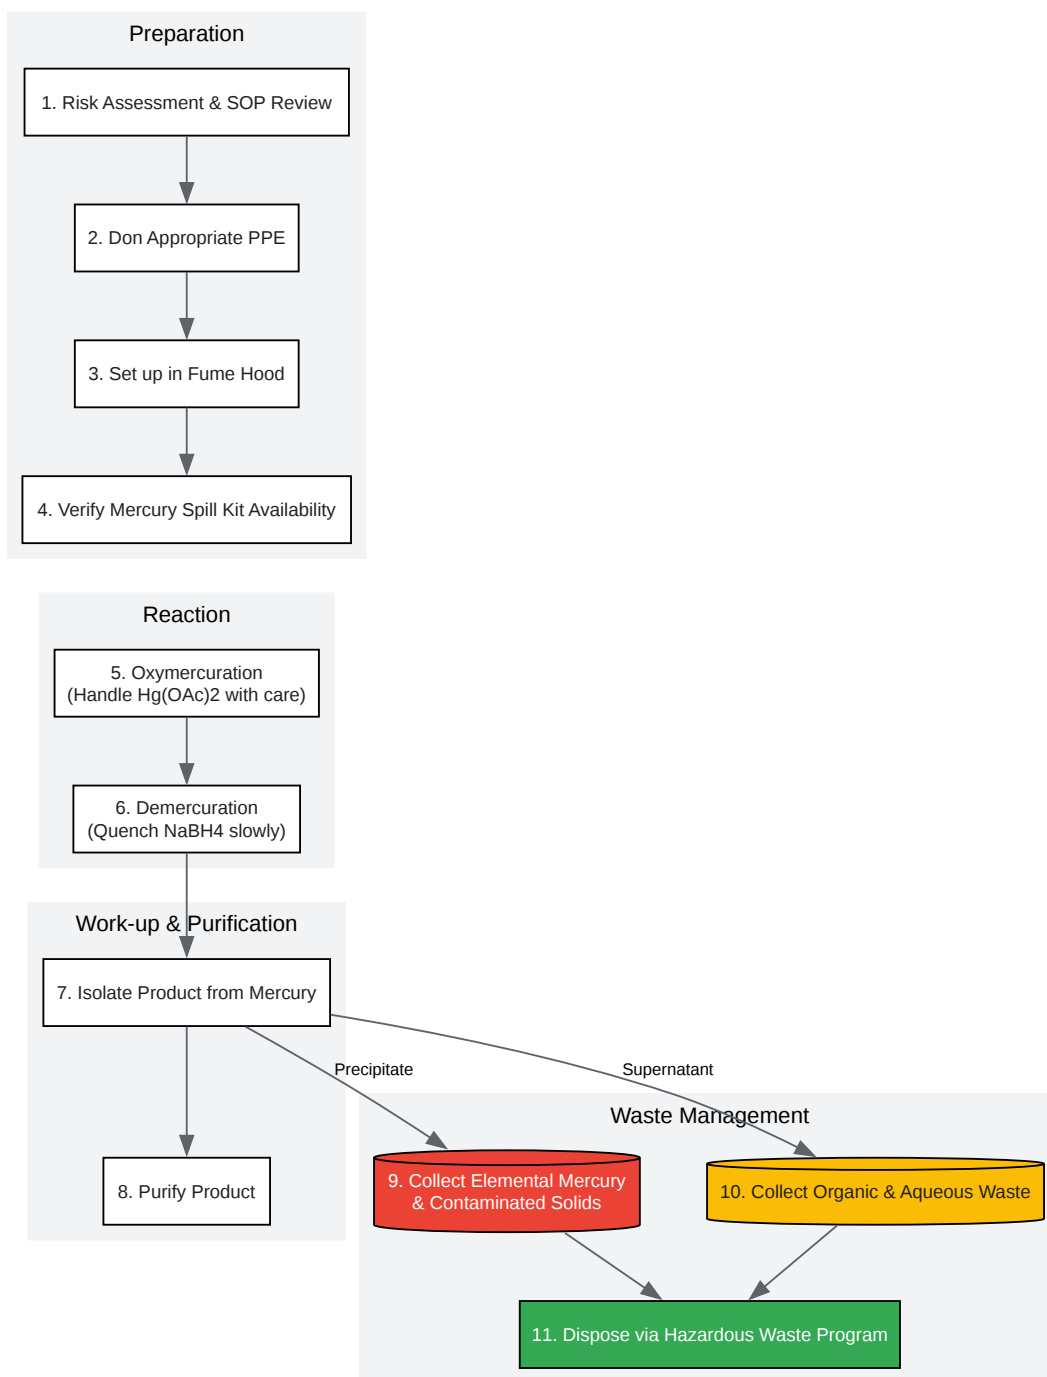 Preparation
1. Risk Assessment & SOP Review
2. Don Appropriate PPE
3. Set up in Fume Hood
4. Verify Mercury Spill Kit Availability
Reaction
5. Oxymercuration
(Handle Hg(OAc)2 with care)
6. Demercuration
(Quench NaBH4 slowly)
Work-up & Purification
7. Isolate Product from Mercury
Precipitate
Supernatant
Waste Management
8. Purify Product
9. Collect Elemental Mercury
& Contaminated Solids
10. Collect Organic & Aqueous Waste
11. Dispose via Hazardous Waste Program